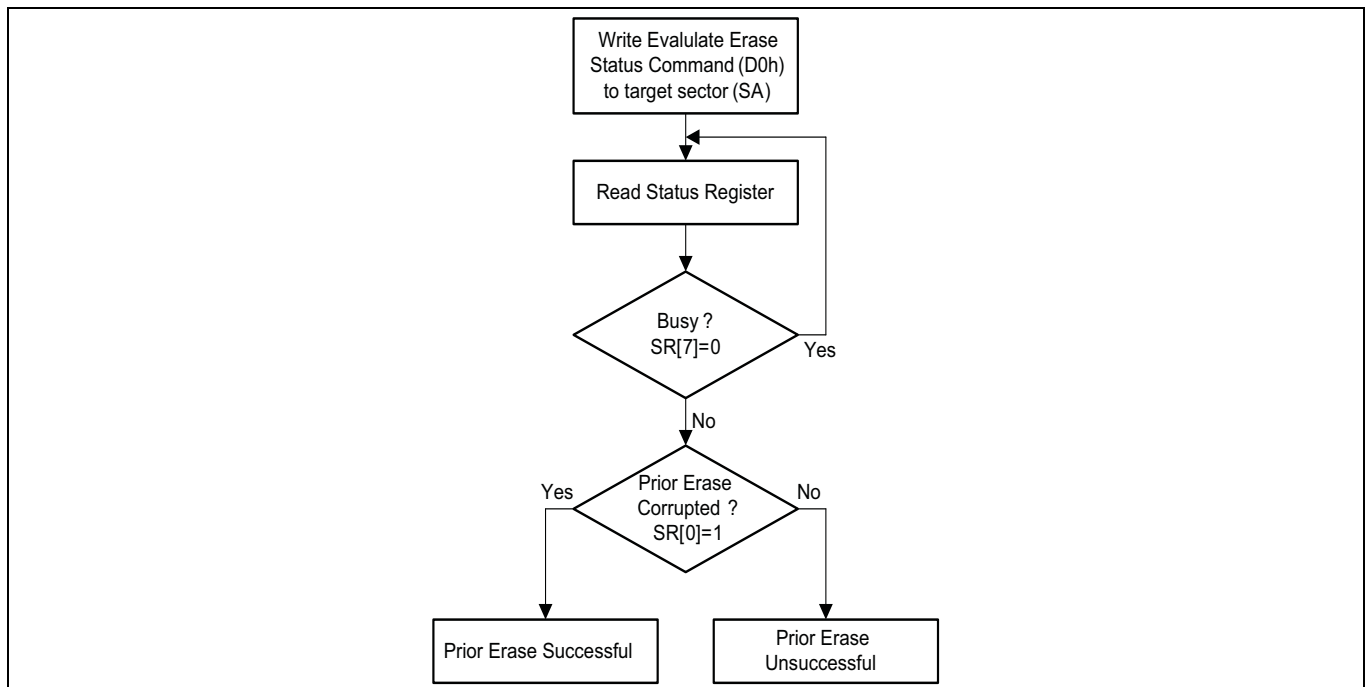 Write Evalulate Erase
Status Command (D0h)
to target sector (SA)
Read Status Register
Busy ?
SR[7]=0
Yes
No
Prior Erase
Corrupted ?
SR[0]=1
Yes
No
Prior Erase Successful
Prior Erase
Unsuccessful